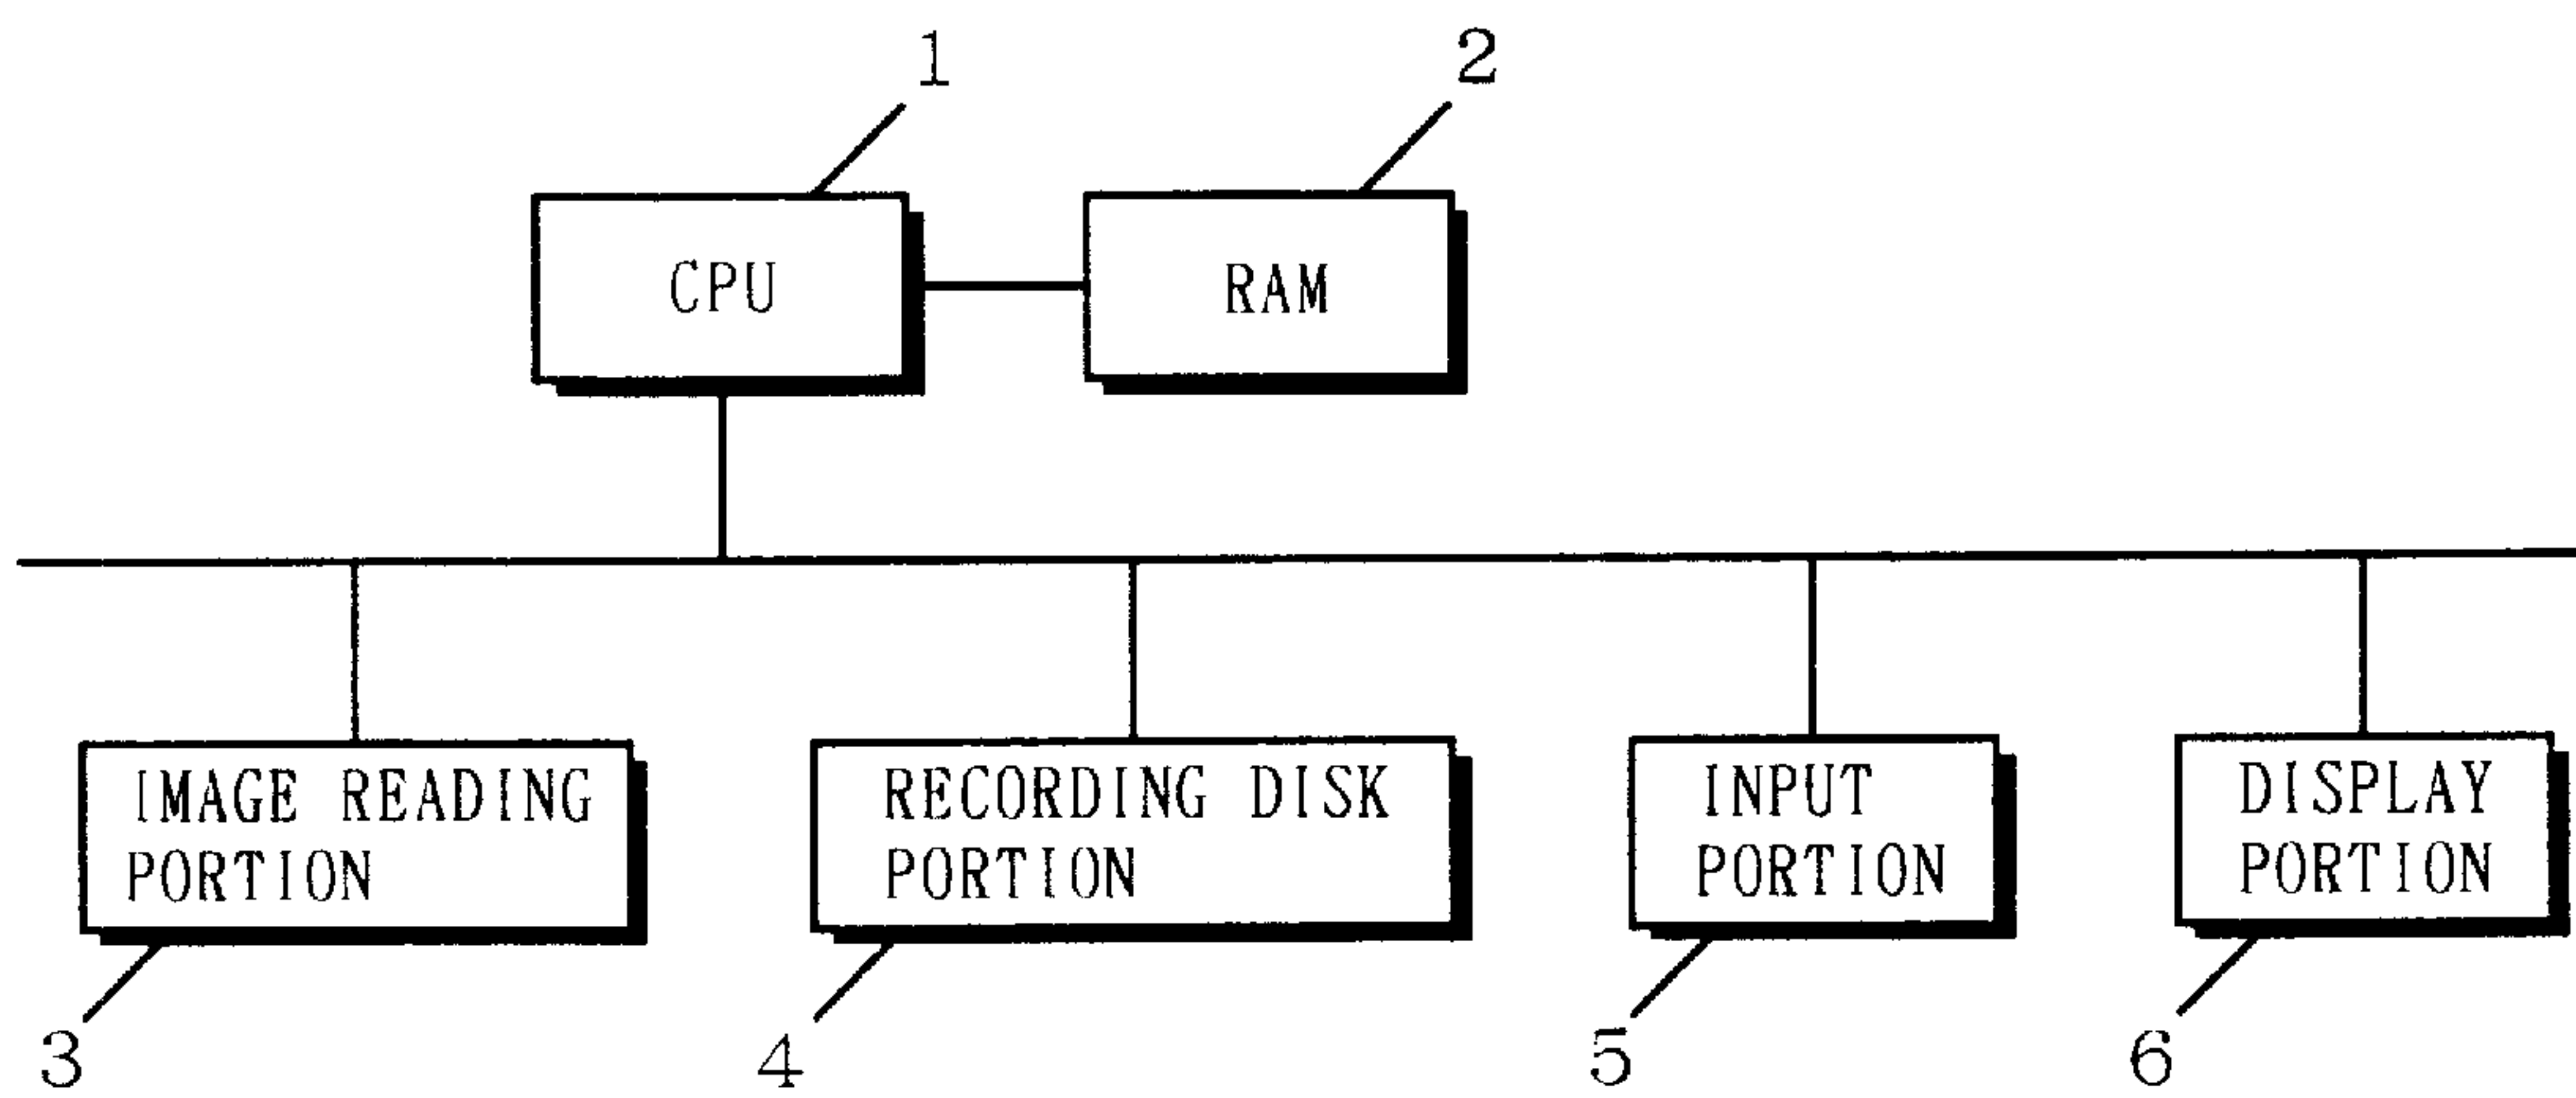 1
2
CPU
RAM
IMAGE READING
PORTION
RECORDING DISK
PORTION
INPUT
PORTION
DISPLAY
PORTION
3
4
5
6